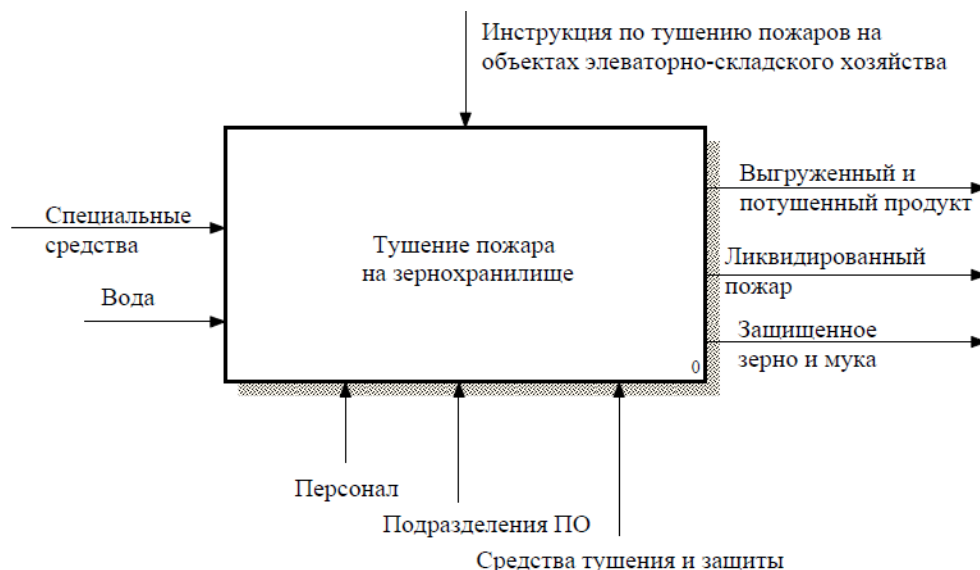 Инструкция по тушению пожаров на
объектах элеваторно-складского хозяйства
Выгруженный и
потушенный продукт
Специальные
средства
Тушение пожара
на зернохранилище
Ликвидированный
пожар
Вода
Защищенное
зерно и мука
0
Персонал
Подразделения ПО
Средства тушения и защиты